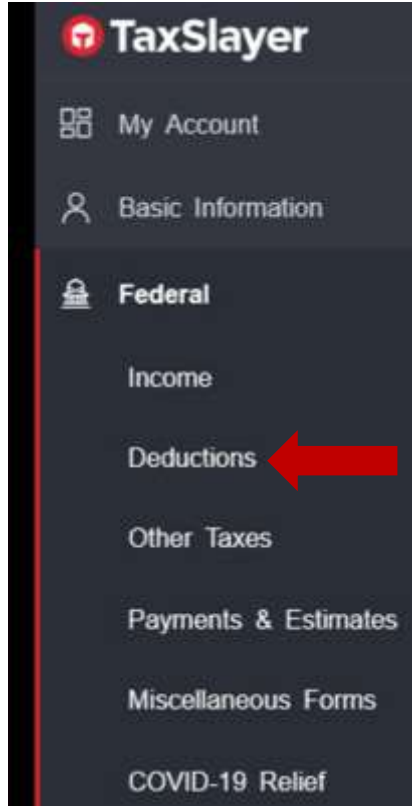 TaxSlayer
My Account
Basic Information
Federal
Income
Deductions
Other Taxes
Payments & Estimates
Miscellaneous Forms
COVID-19 Relief